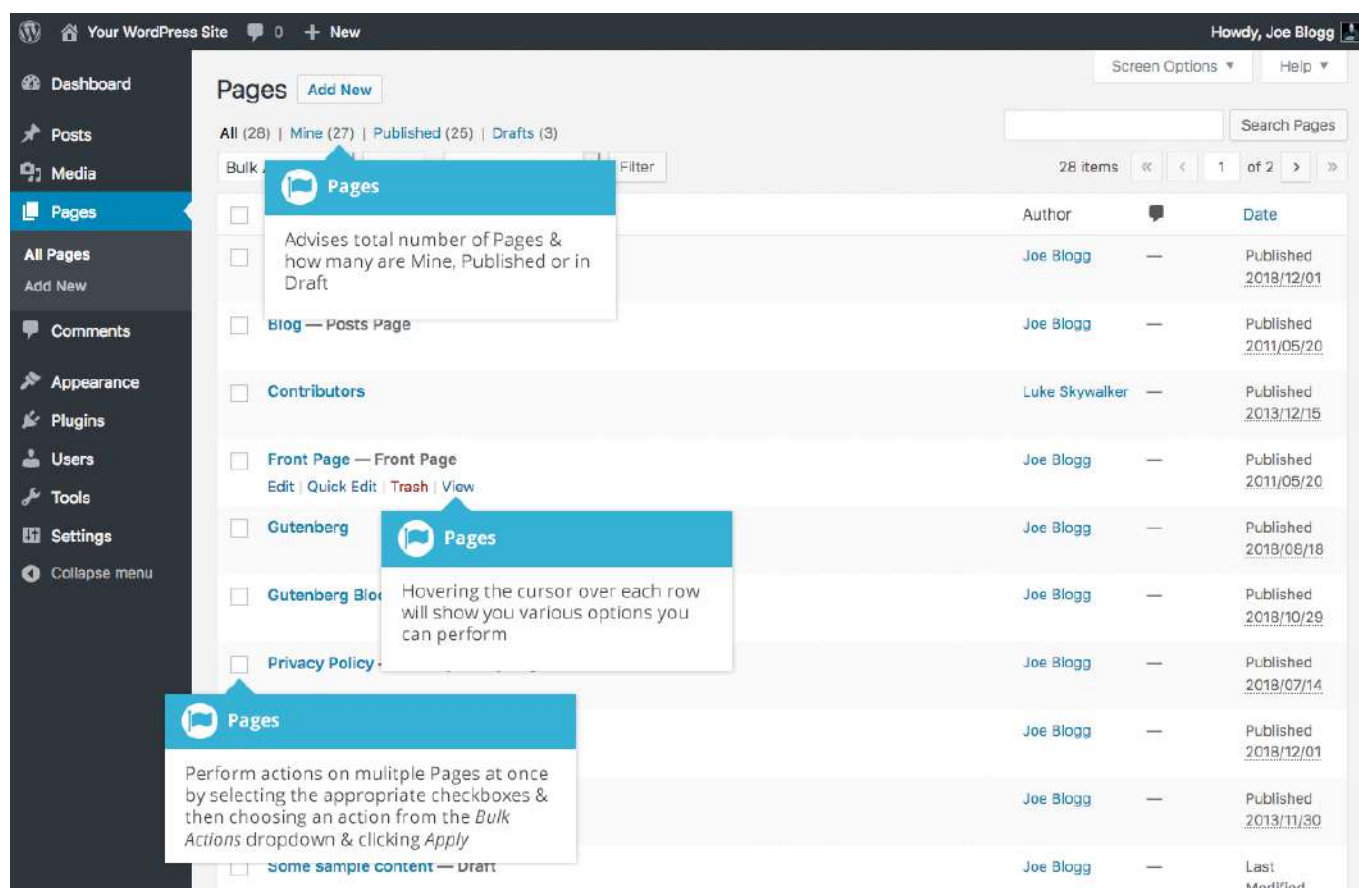 Your WordPress Site 0 + New Howdy, Joe Blogg
Dashboard
Posts
Media
Pages
All Pages
Add New
Comments
Appearance
Plugins
Users
Tools
Settings
Collapse menu
Screen Options ▼ Help ▼
Pages Add New
All (28) | Mine (27) | Published (25) | Drafts (3)
Search Pages
Bulk Filter 28 items « ‹ 1 of 2 › »
Pages
Advises total number of Pages &
how many are Mine, Published or in
Draft
Author Date
Joe Blogg — Published
2018/12/01
Blog — Posts Page Joe Blogg — Published
2011/05/20
Contributors Luke Skywalker — Published
2013/12/15
Front Page — Front Page Joe Blogg — Published
Edit | Quick Edit | Trash | View 2011/05/20
Pages
Hovering the cursor over each row
will show you various options you
can perform
Gutenberg Joe Blogg — Published
2018/08/18
Gutenberg Joe Blogg — Published
2018/10/29
Privacy Policy Joe Blogg — Published
2018/07/14
Pages
Perform actions on mulitple Pages at once
by selecting the appropriate checkboxes &
then choosing an action from the Bulk
Actions dropdown & clicking Apply
Joe Blogg — Published
2018/12/01
Joe Blogg — Published
2013/11/30
Some sample content — Draft Joe Blogg — Last
Modified